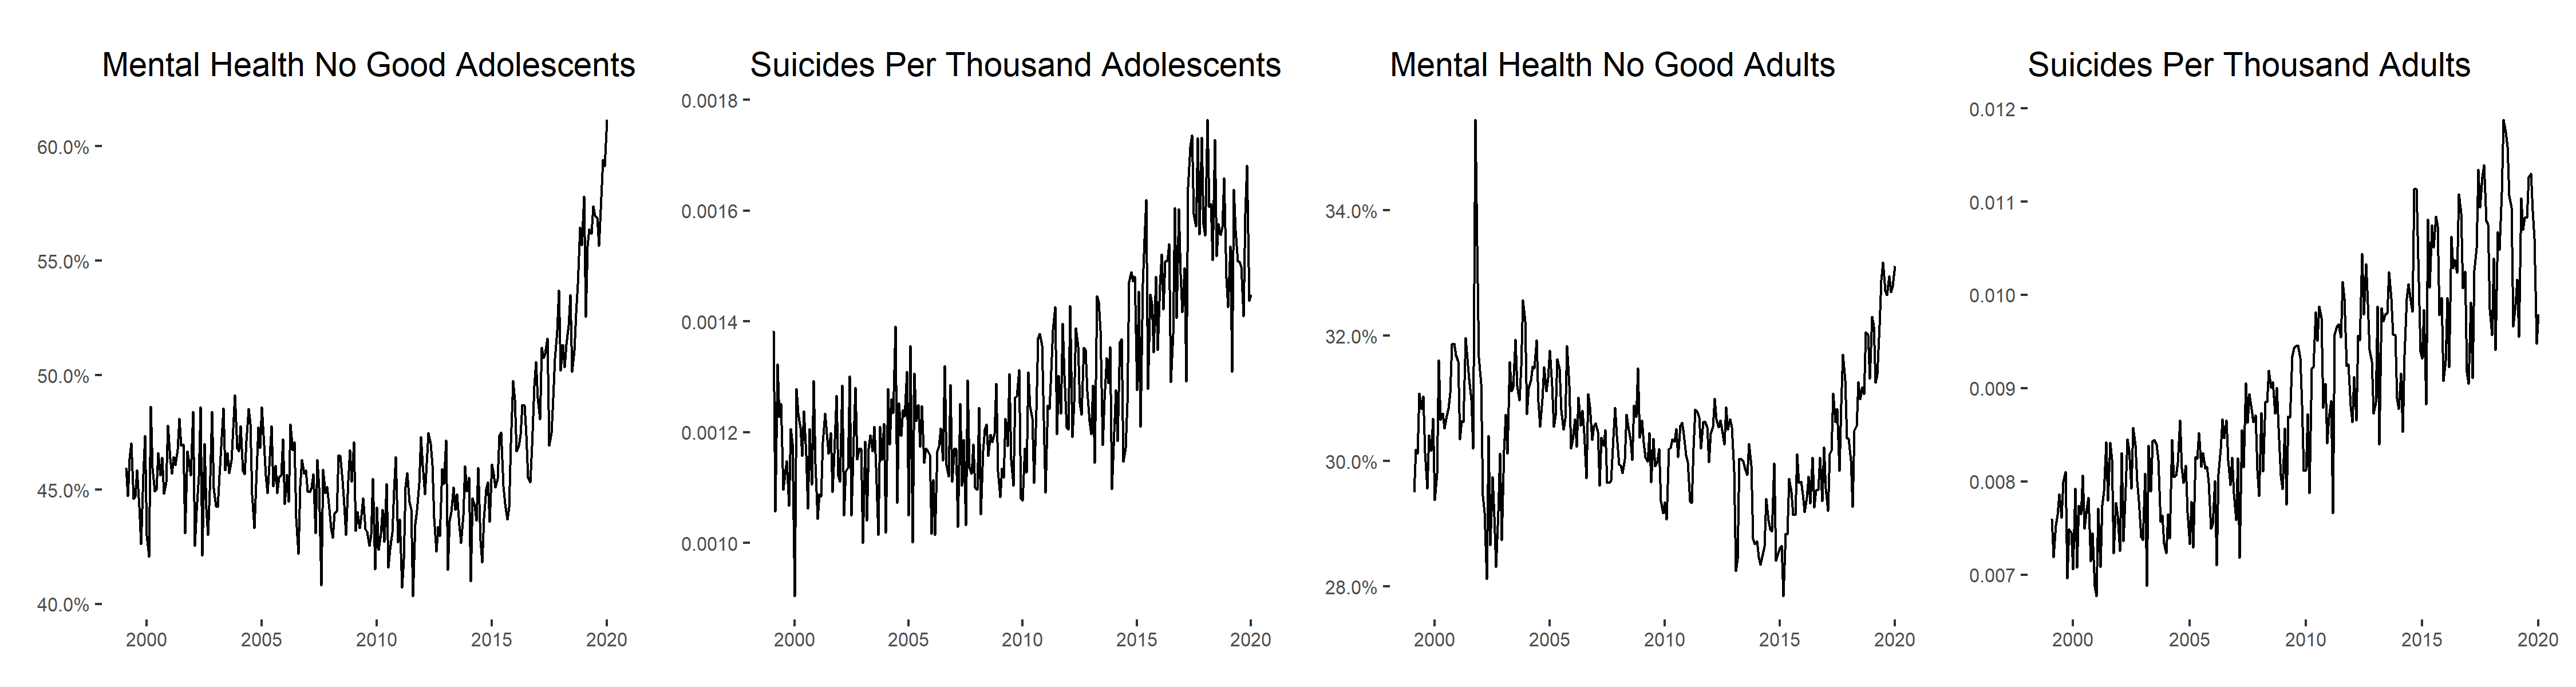 Mental Health No Good Adolescents
60.0%
55.0%
50.0%
45.0%
40.0%
2000 2005 2010 2015 2020
Suicides Per Thousand Adolescents
0.0018
0.0016
0.0014
0.0012
0.0010
2000 2005 2010 2015 2020
Mental Health No Good Adults
34.0%
32.0%
30.0%
28.0%
2000 2005 2010 2015 2020
Suicides Per Thousand Adults
0.012
0.011
0.010
0.009
0.008
0.007
2000 2005 2010 2015 2020